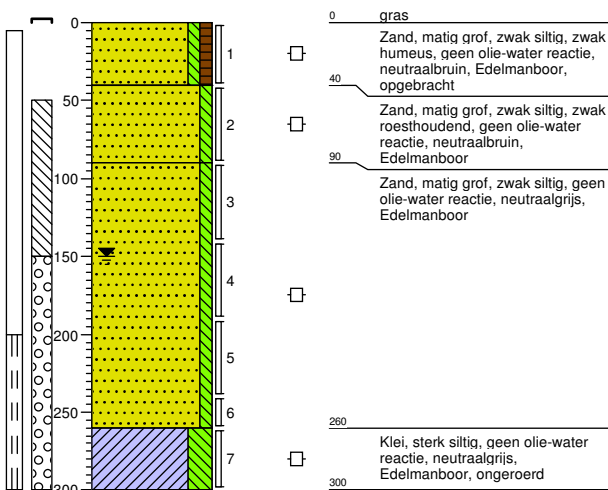 0
50
100
150
200
250
300
1
2
3
4
5
6
7
0
gras
Zand, matig grof, zwak siltig, zwak
humeus, geen olie-water reactie,
neutraalbruin, Edelmanboor,
opgebracht
40
Zand, matig grof, zwak siltig, zwak
roesthoudend, geen olie-water
reactie, neutraalbruin,
Edelmanboor
90
Zand, matig grof, zwak siltig, geen
olie-water reactie, neutraalgrijs,
Edelmanboor
260
Klei, sterk siltig, geen olie-water
reactie, neutraalgrijs,
Edelmanboor, ongeroerd
300